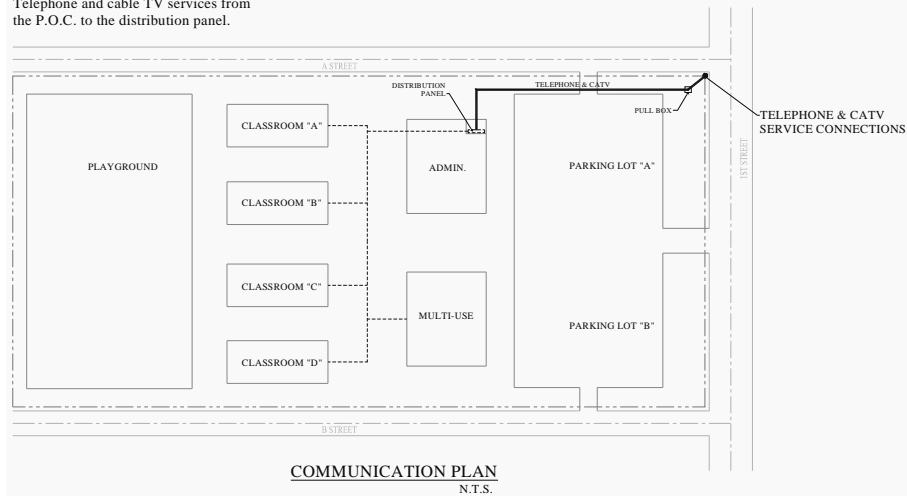 Telephone and cable TV services from
the P.O.C. to the distribution panel.
A STREET
DISTRIBUTION
PANEL
TELEPHONE & CATV
PULL BOX
TELEPHONE & CATV
SERVICE CONNECTIONS
CLASSROOM "A"
PLAYGROUND
ADMIN.
PARKING LOT "A"
1ST STREET
CLASSROOM "B"
CLASSROOM "C"
MULTI-USE
PARKING LOT "B"
CLASSROOM "D"
B STREET
COMMUNICATION PLAN
N.T.S.